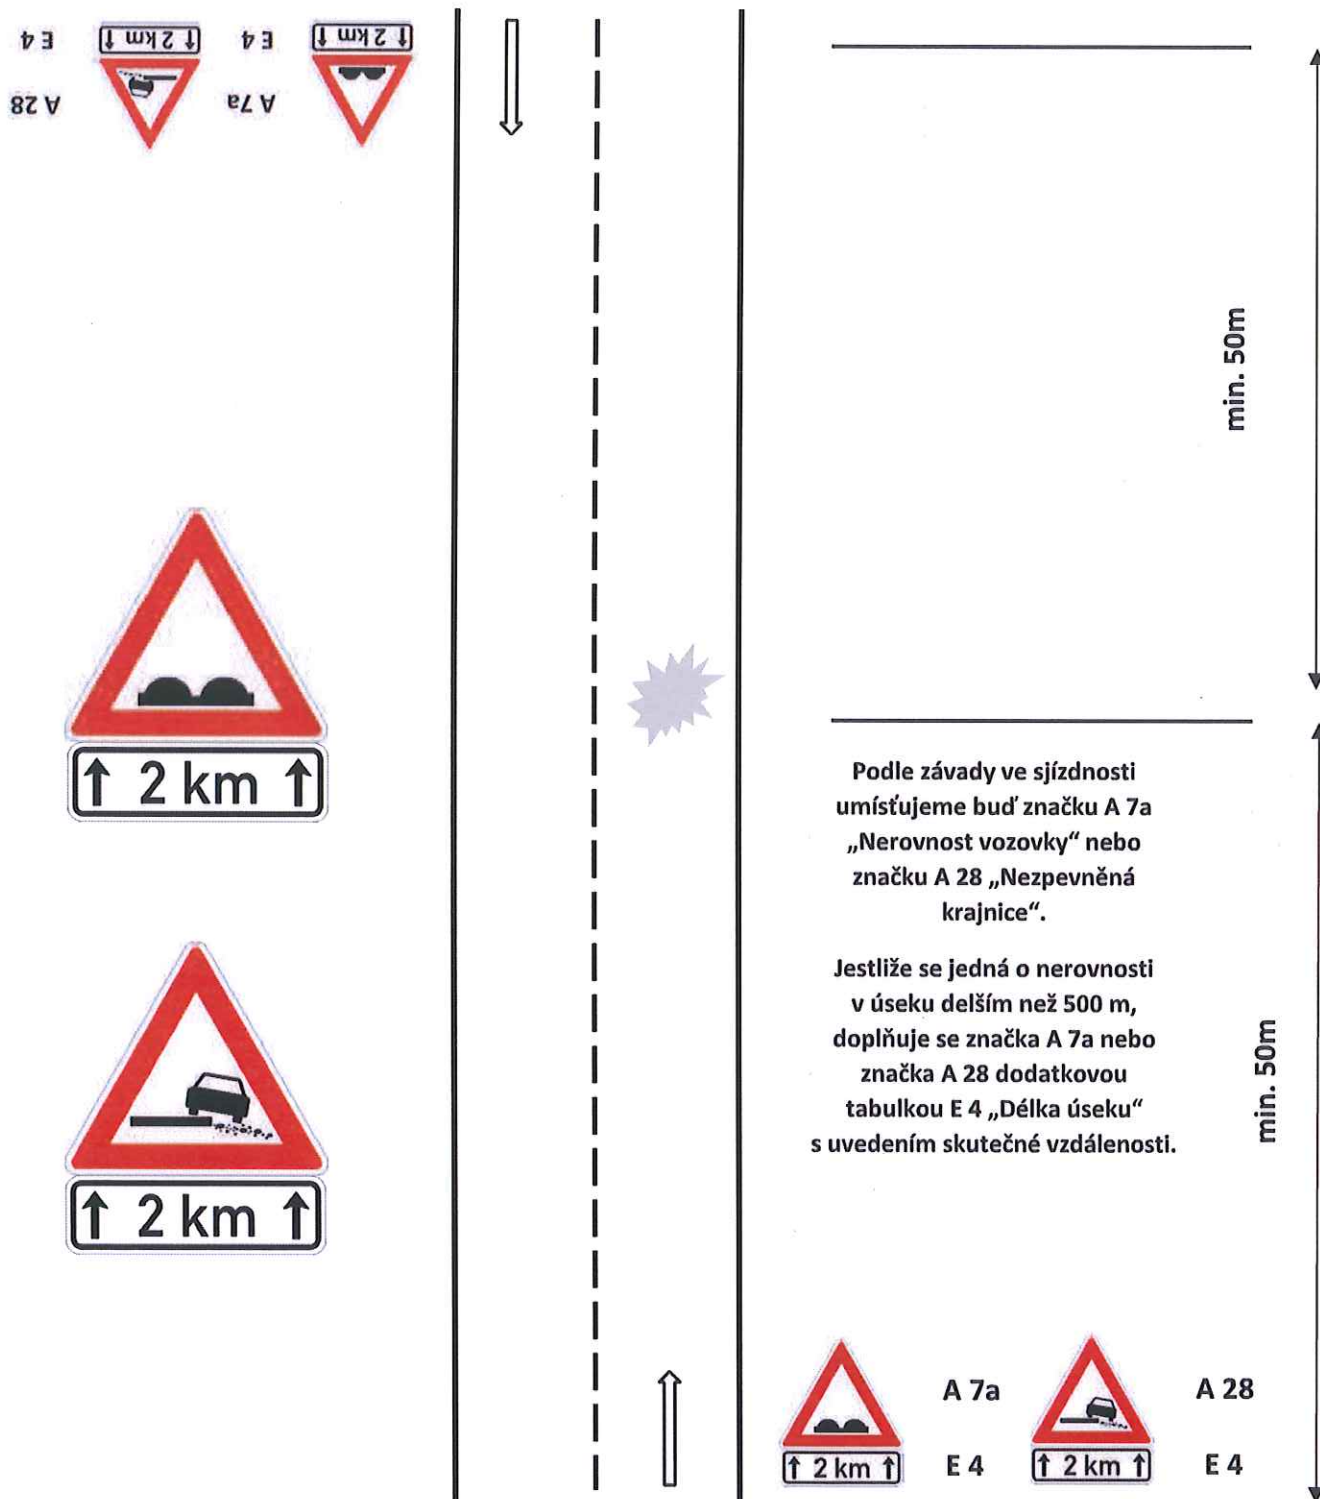 E 4 2 km E 4 2 km
A 28 A 7a
min. 50m
2 km
Podle závady ve sjízdnosti
umísťujeme buď značku A 7a
„Nerovnost vozovky“ nebo
značku A 28 „Nezpevněná
krajnice“.
Jestliže se jedná o nerovnosti
v úseku delším než 500 m,
doplňuje se značka A 7a nebo
značka A 28 dodatkovou
tabulkou E 4 „Délka úseku“
s uvedením skutečné vzdálenosti.
min. 50m
2 km
A 7a A 28
2 km E 4 2 km E 4